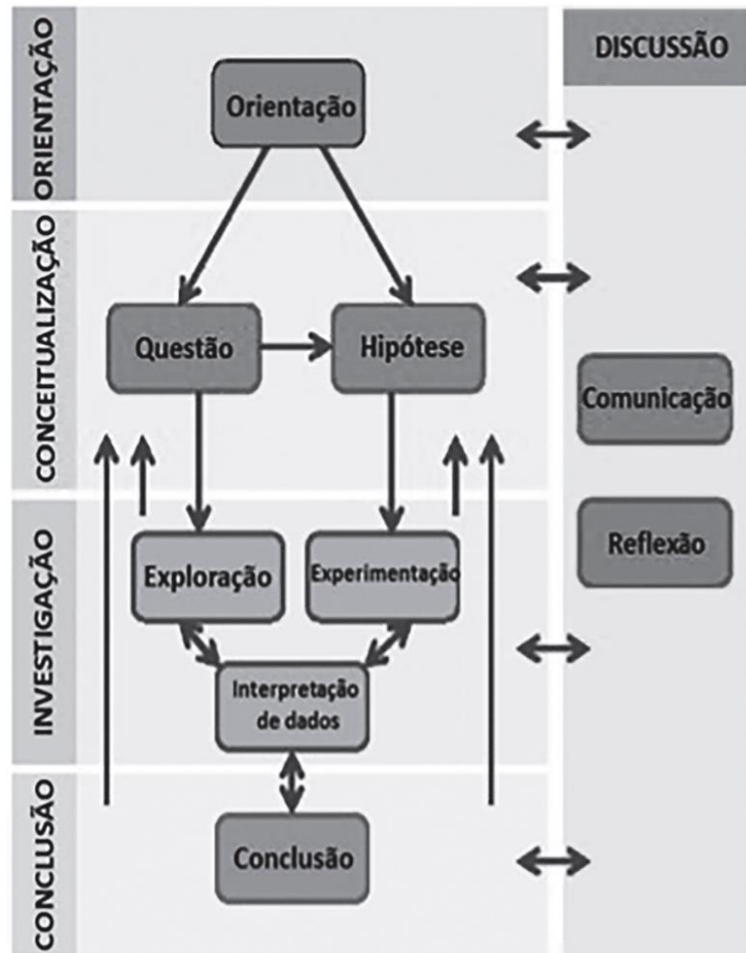 ORIENTAÇÃO
Orientação
CONCEITUALIZAÇÃO
Questão
Hipótese
INVESTIGAÇÃO
Exploração
Experimentação
Interpretação
de dados
CONCLUSÃO
Conclusão
DISCUSSÃO
Comunicação
Reflexão